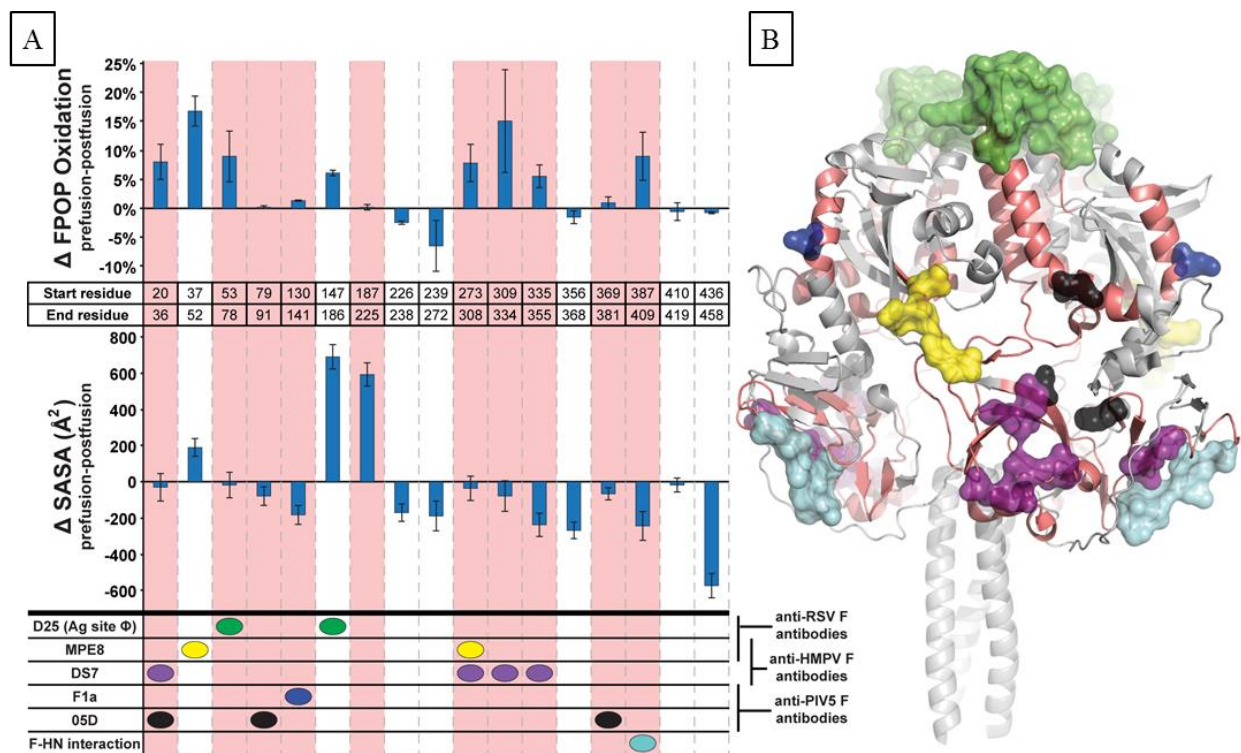 A
B
Δ FPOP Oxidation
prefusion-postfusion
25%
20%
15%
10%
5%
0%
-5%
-10%
Start residue 20 37 53 79 130 147 187 226 239 273 309 335 356 369 387 410 436
End residue 36 52 78 91 141 186 225 238 272 308 334 355 368 381 409 419 458
Δ SASA (Å²)
prefusion-postfusion
800
600
400
200
0
-200
-400
-600
D25 (Ag site Φ)
MPE8
DS7
F1a
05D
F-HN interaction
anti-RSV F
antibodies
anti-HMPV F
antibodies
anti-PIV5 F
antibodies